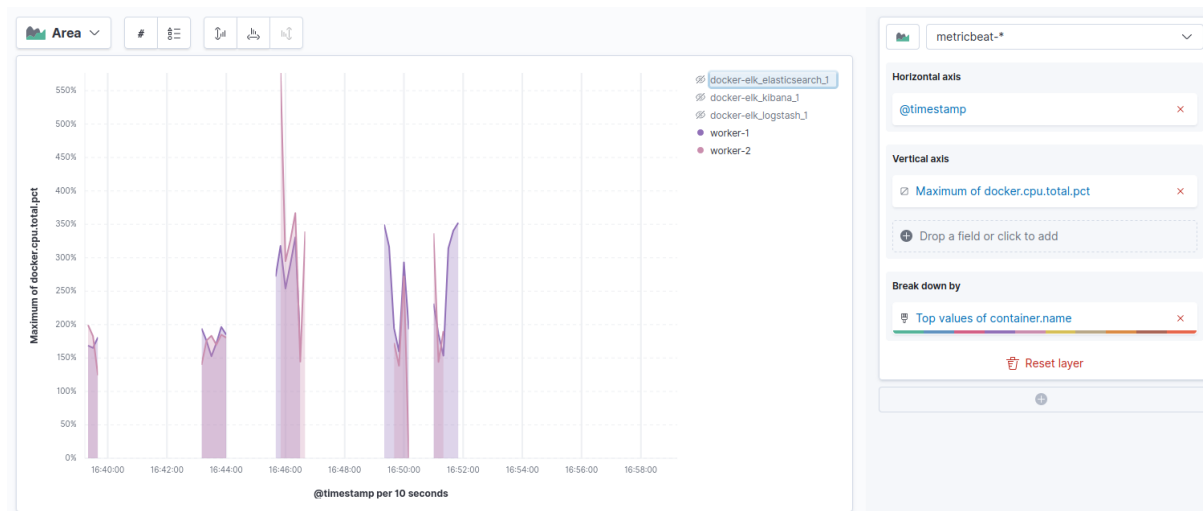 Area
metricbeat-*
Horizontal axis
@timestamp
Vertical axis
Maximum of docker.cpu.total.pct
Drop a field or click to add
Break down by
Top values of container.name
Reset layer
Maximum of docker.cpu.total.pct
550%
500%
450%
400%
350%
300%
250%
200%
150%
100%
50%
0%
16:40:00 16:42:00 16:44:00 16:46:00 16:48:00 16:50:00 16:52:00 16:54:00 16:56:00 16:58:00
@timestamp per 10 seconds
docker-elk_elasticsearch_1
docker-elk_kibana_1
docker-elk_logstash_1
worker-1
worker-2